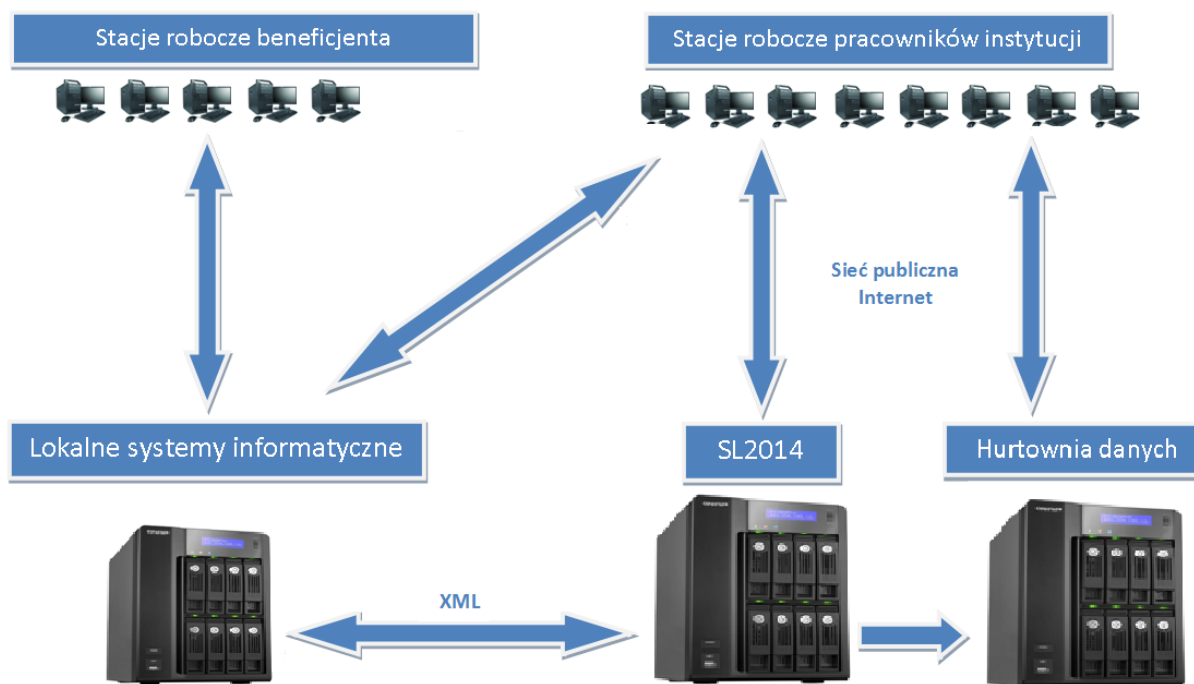 Stacje robocze beneficjenta
Stacje robocze pracowników instytucji
Sieć publiczna
Internet
Lokalne systemy informatyczne
SL2014
Hurtownia danych
XML